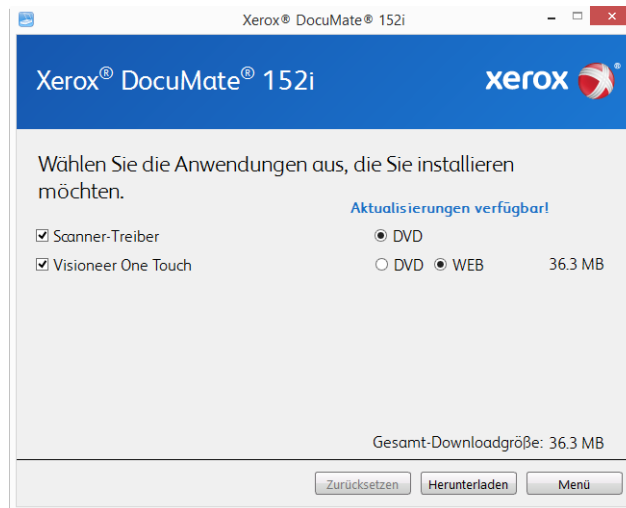 Xerox® DocuMate® 152i
Xerox® DocuMate® 152i
xerox ®
Wählen Sie die Anwendungen aus, die Sie installieren
möchten.
Aktualisierungen verfügbar!
Scanner-Treiber DVD
Visioneer One Touch DVD WEB 36.3 MB
Gesamt-Downloadgröße: 36.3 MB
Zurücksetzen Herunterladen Menü